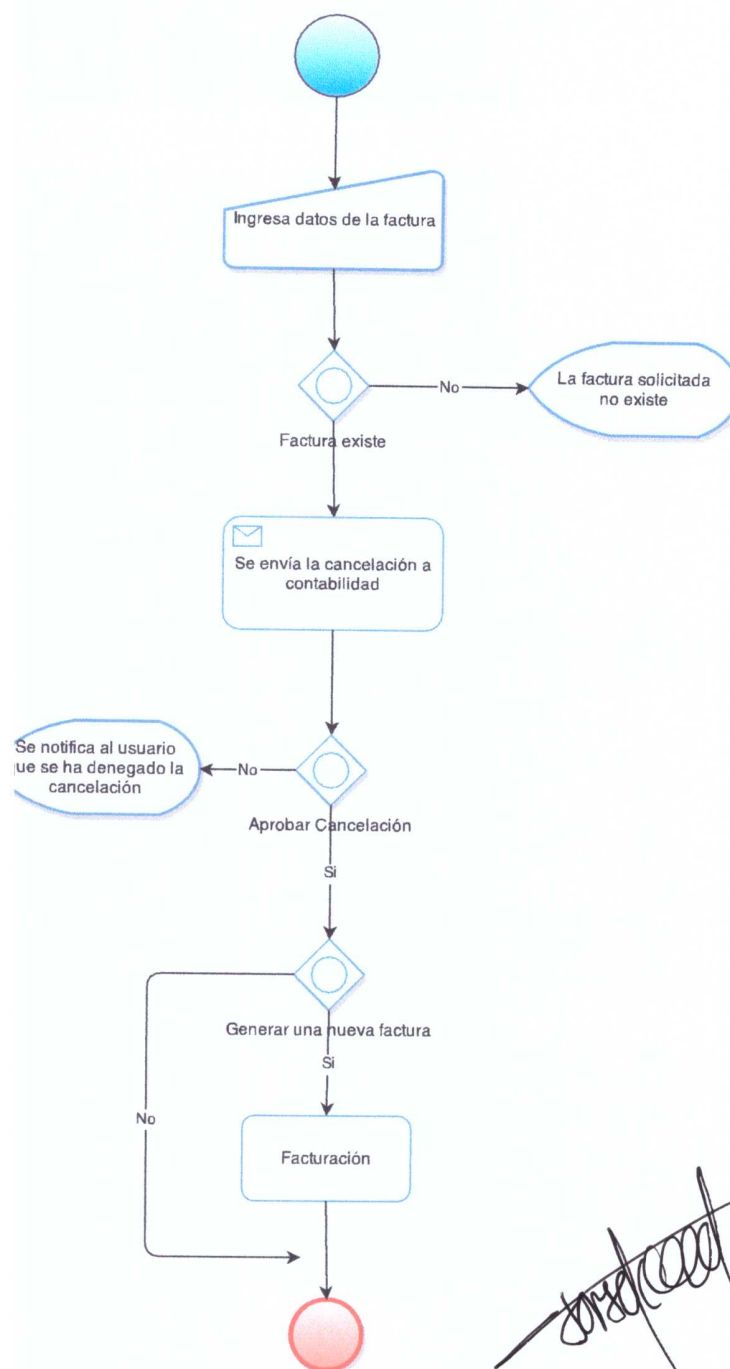 Ingresa datos de la factura
No
La factura solicitada
no existe
Factura existe
Se envía la cancelación a
contabilidad
Se notifica al usuario
ue se ha denegado la
cancelación
No
Aprobar Cancelación
Si
Generar una nueva factura
Si
No
Facturación